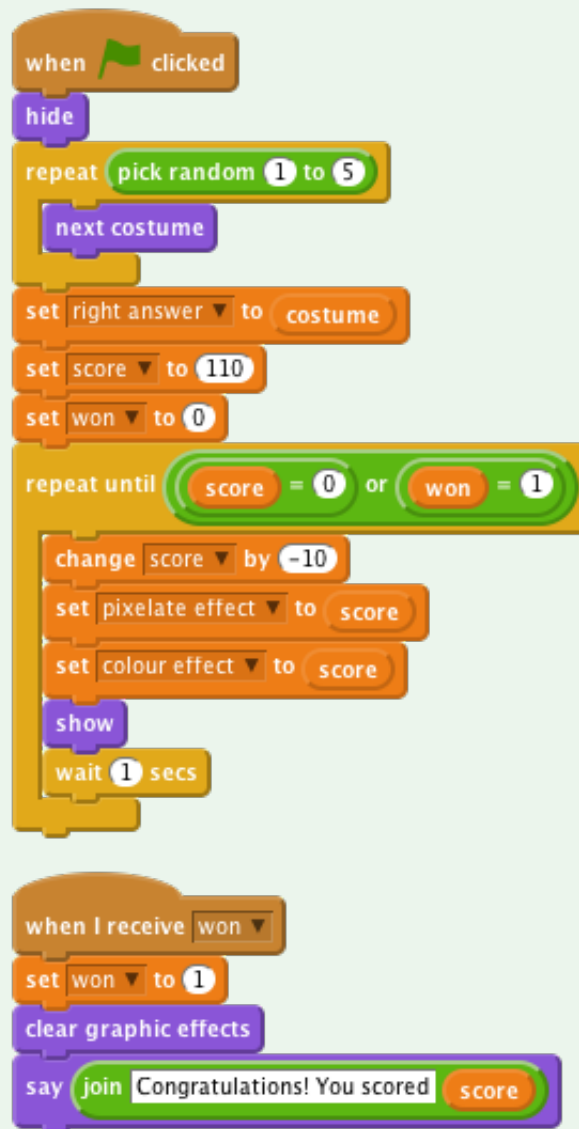 when clicked
hide
repeat pick random 1 to 5
next costume
set right answer to costume
set score to 110
set won to 0
repeat until score = 0 or won = 1
change score by -10
set pixelate effect to score
set colour effect to score
show
wait 1 secs
when I receive won
set won to 1
clear graphic effects
say join Congratulations! You scored score